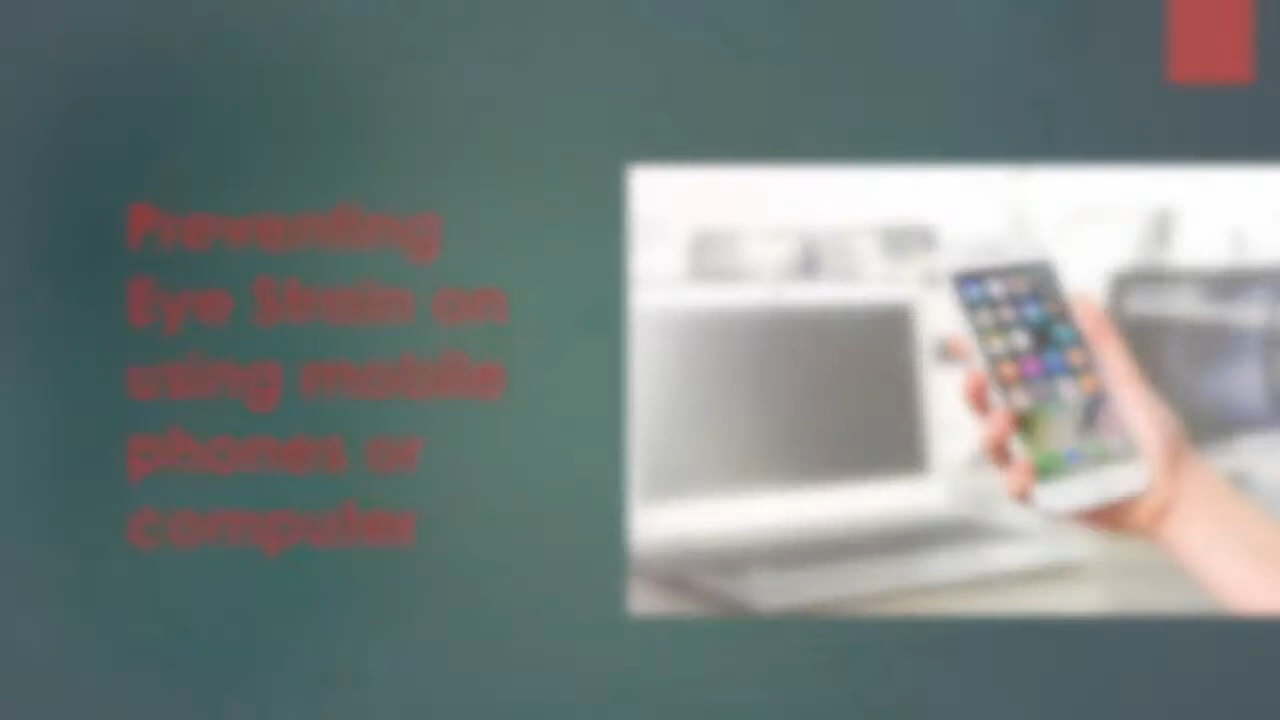 Preventing
Eye Strain on
using mobile
phones or
computer